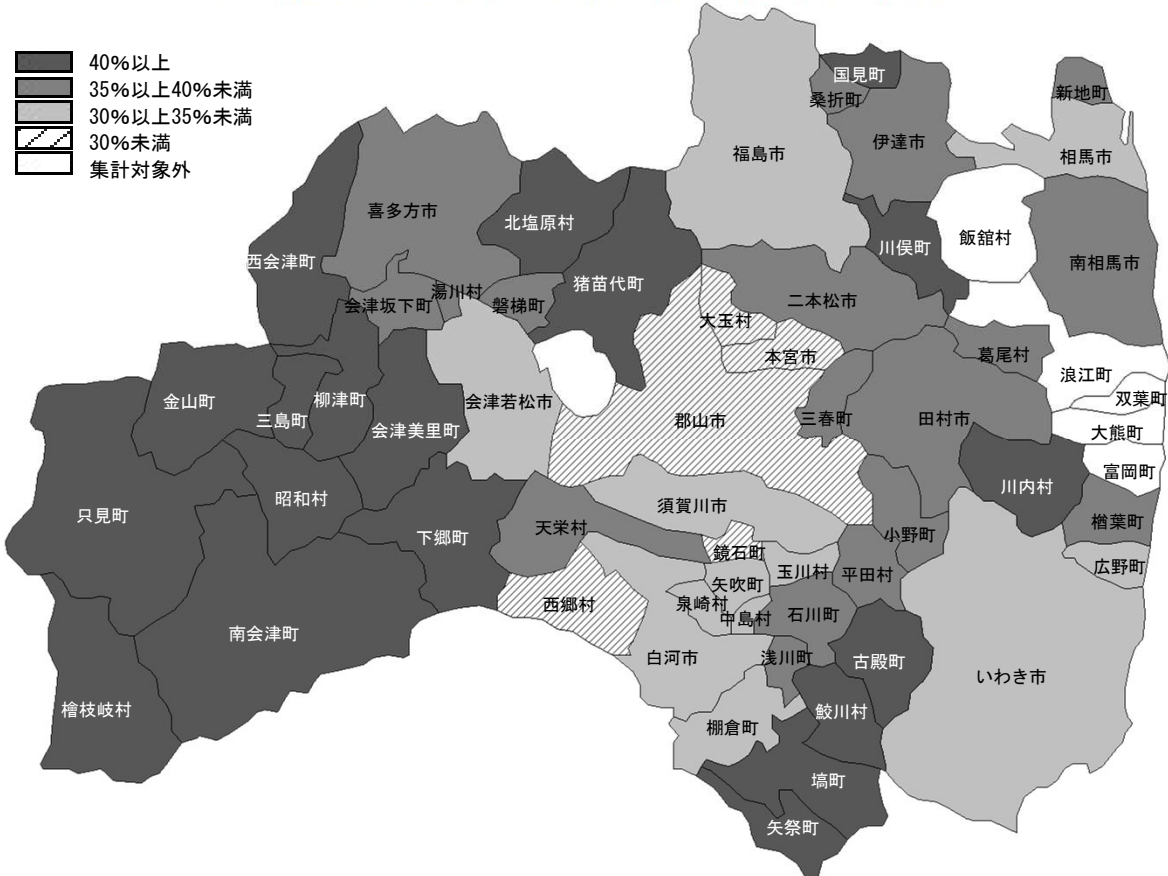 40%以上
35%以上40%未満
30%以上35%未満
30%未満
集計対象外
国見町
桑折町
新地町
伊達市
福島市
相馬市
喜多方市
北塩原村
川俣町
飯舘村
西会津町
南相馬市
猪苗代町
湯川村
会津坂下町
磐梯町
二本松市
大玉村
本宮市
葛尾村
浪江町
双葉町
金山町
柳津町
三島町
会津若松市
会津美里町
郡山市
三春町
田村市
大熊町
富岡町
川内村
昭和村
只見町
須賀川市
下郷町
天栄村
小野町
楢葉町
鏡石町
広野町
玉川村
平田村
矢吹町
西郷村
泉崎村
中島村
石川町
南会津町
白河市
浅川町
古殿町
いわき市
檜枝岐村
鮫川村
棚倉町
塙町
矢祭町